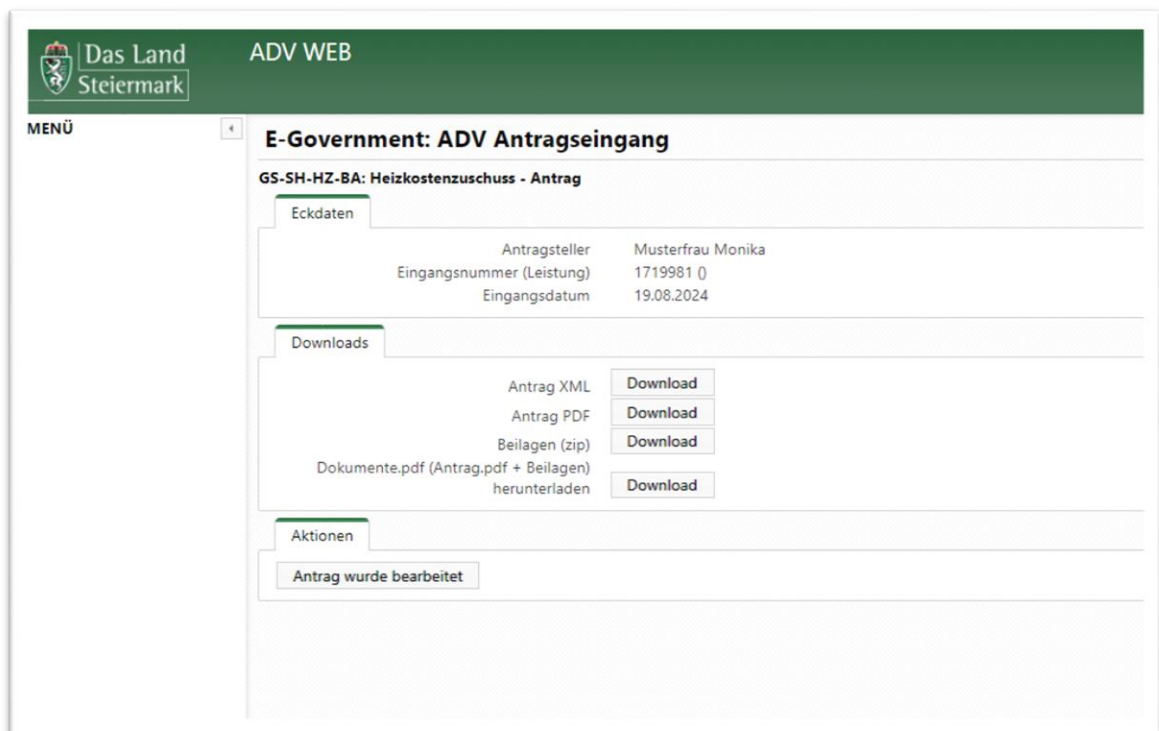 Das Land
Steiermark
ADV WEB
MENÜ
E-Government: ADV Antragseingang
GS-SH-HZ-BA: Heizkostenzuschuss - Antrag
Eckdaten
Antragsteller Musterfrau Monika
Eingangsnummer (Leistung) 1719981 ()
Eingangsdatum 19.08.2024
Downloads
Antrag XML Download
Antrag PDF Download
Beilagen (zip) Download
Dokumente.pdf (Antrag.pdf + Beilagen)
herunterladen Download
Aktionen
Antrag wurde bearbeitet